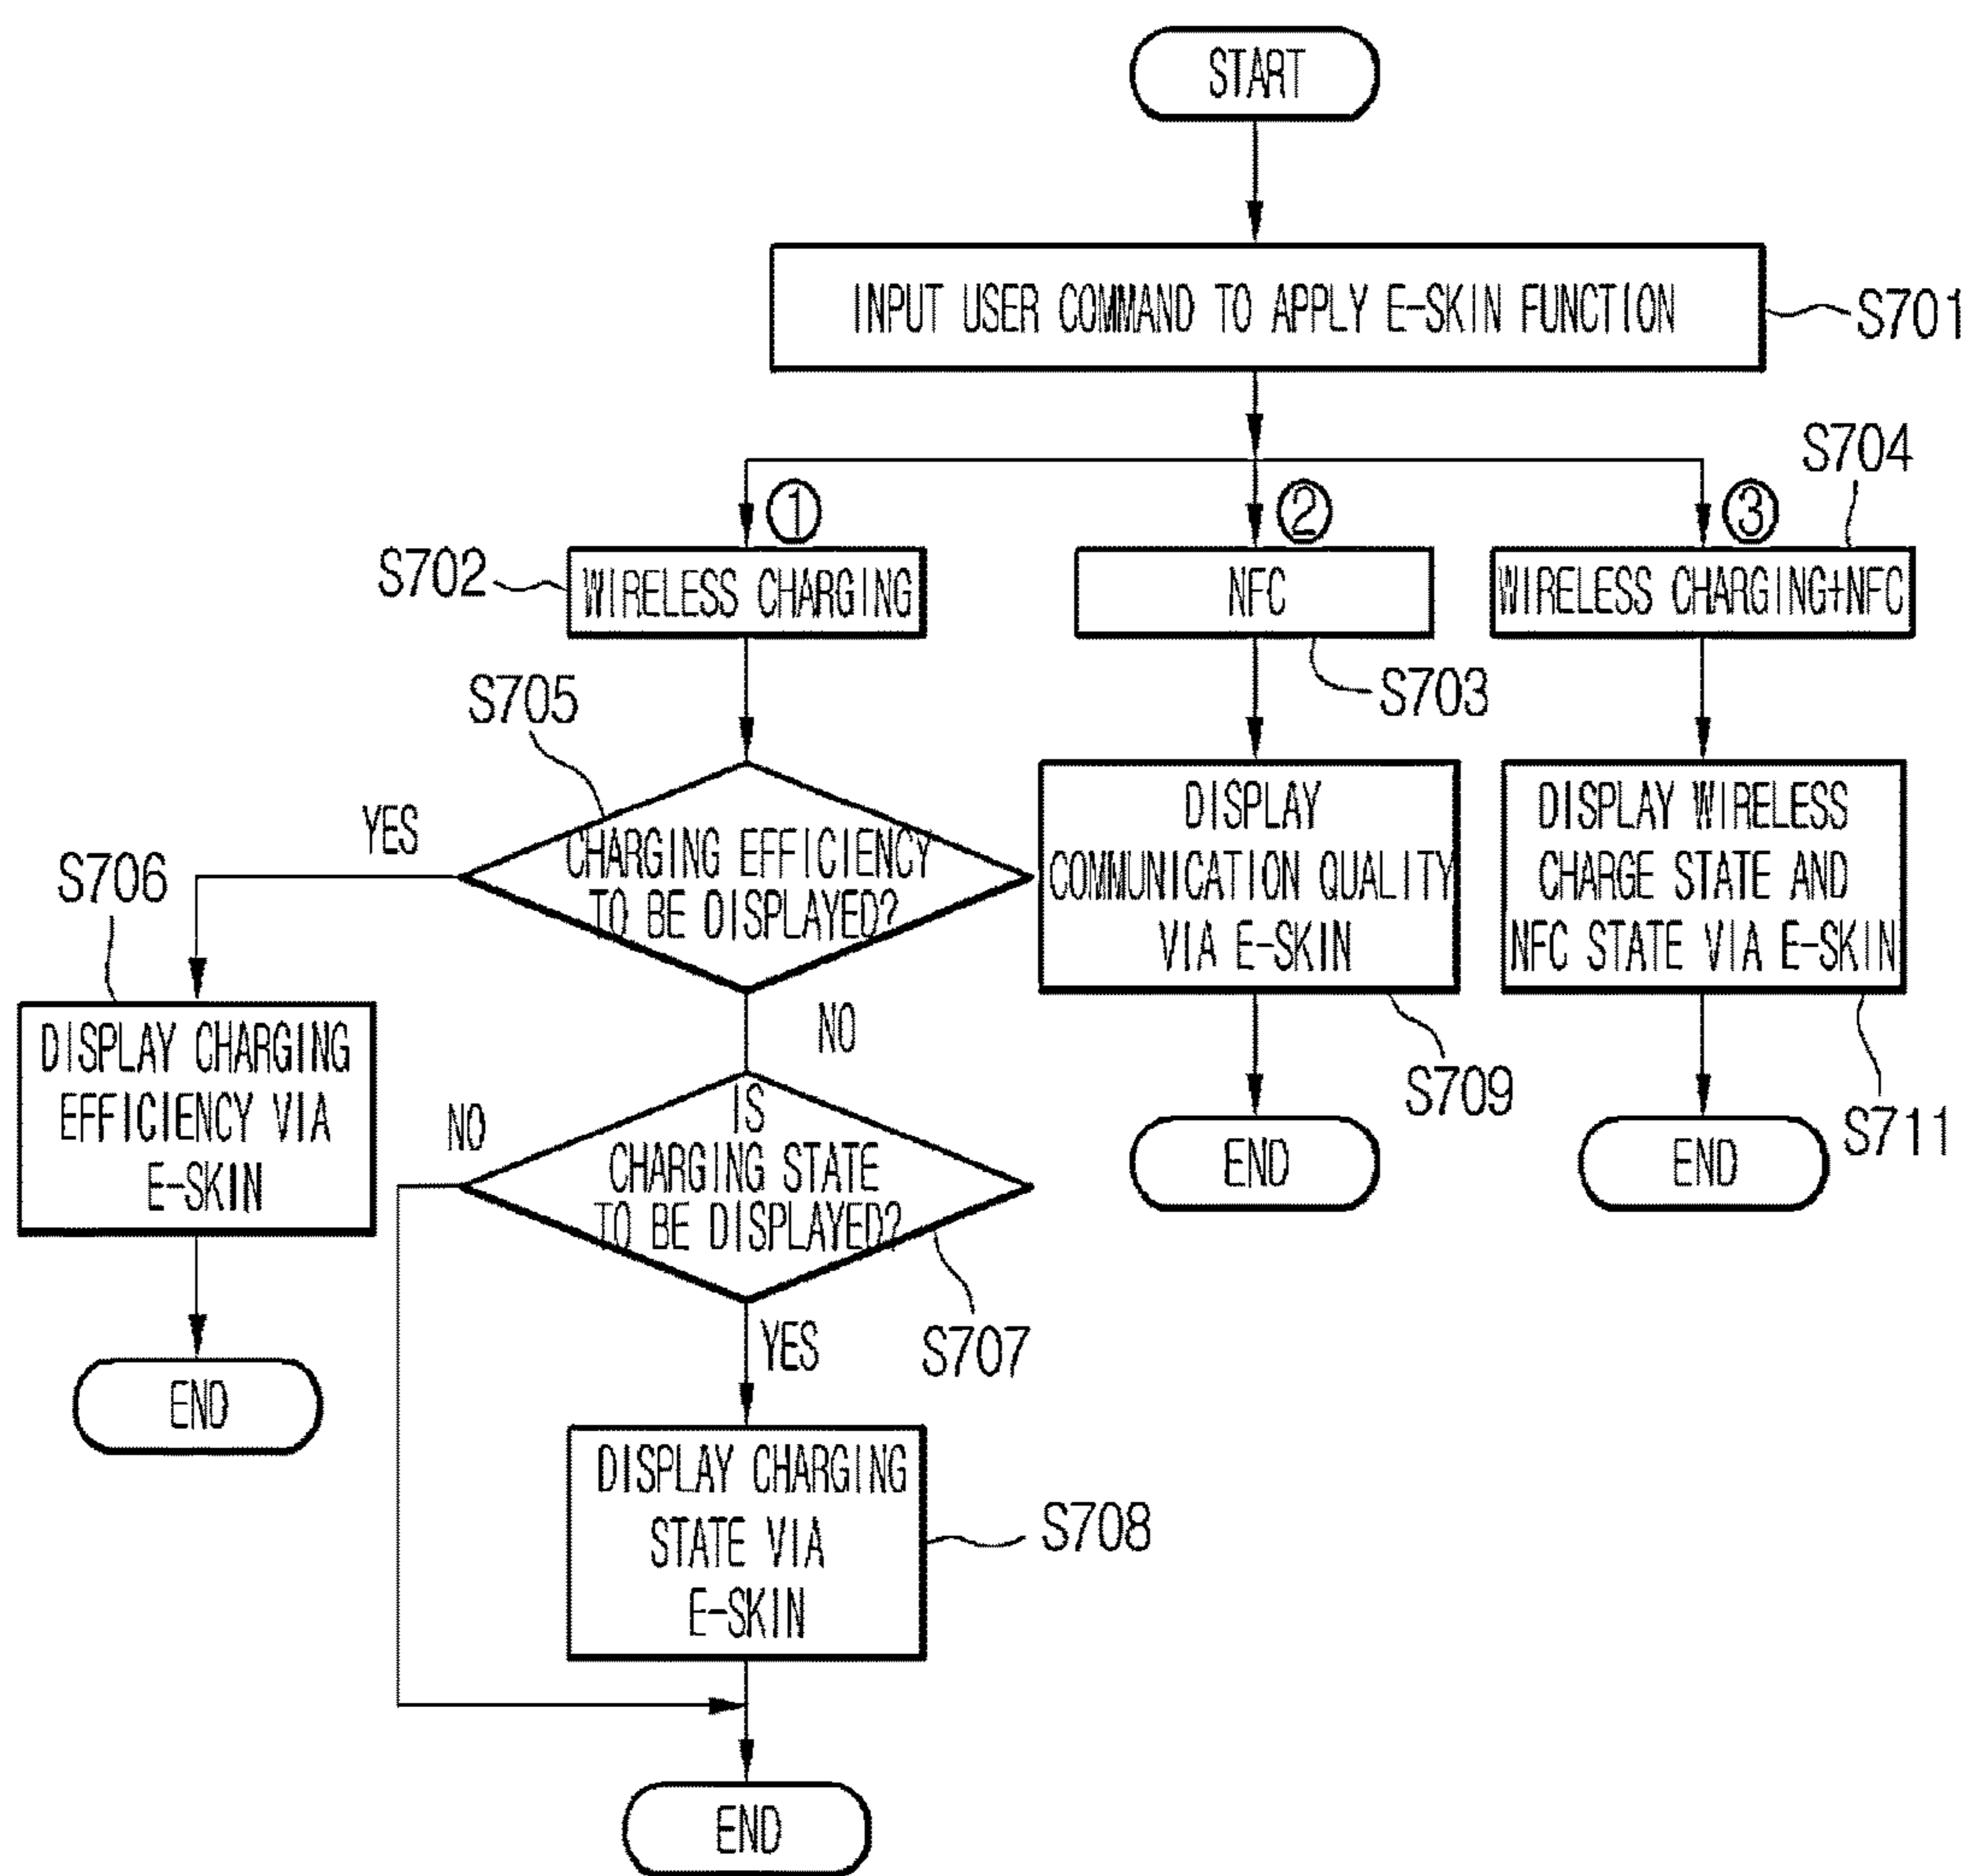 START
INPUT USER COMMAND TO APPLY E-SKIN FUNCTION
S701
S704
①
②
③
S702
WIRELESS CHARGING
NFC
WIRELESS CHARGING+NFC
S703
S705
YES
CHARGING EFFICIENCY
TO BE DISPLAYED?
DISPLAY
COMMUNICATION QUALITY
VIA E-SKIN
DISPLAY WIRELESS
CHARGE STATE AND
NFC STATE VIA E-SKIN
S706
NO
DISPLAY CHARGING
EFFICIENCY VIA
E-SKIN
S709
S711
NO
IS
CHARGING STATE
TO BE DISPLAYED?
END
END
YES
S707
END
DISPLAY CHARGING
STATE VIA
E-SKIN
S708
END